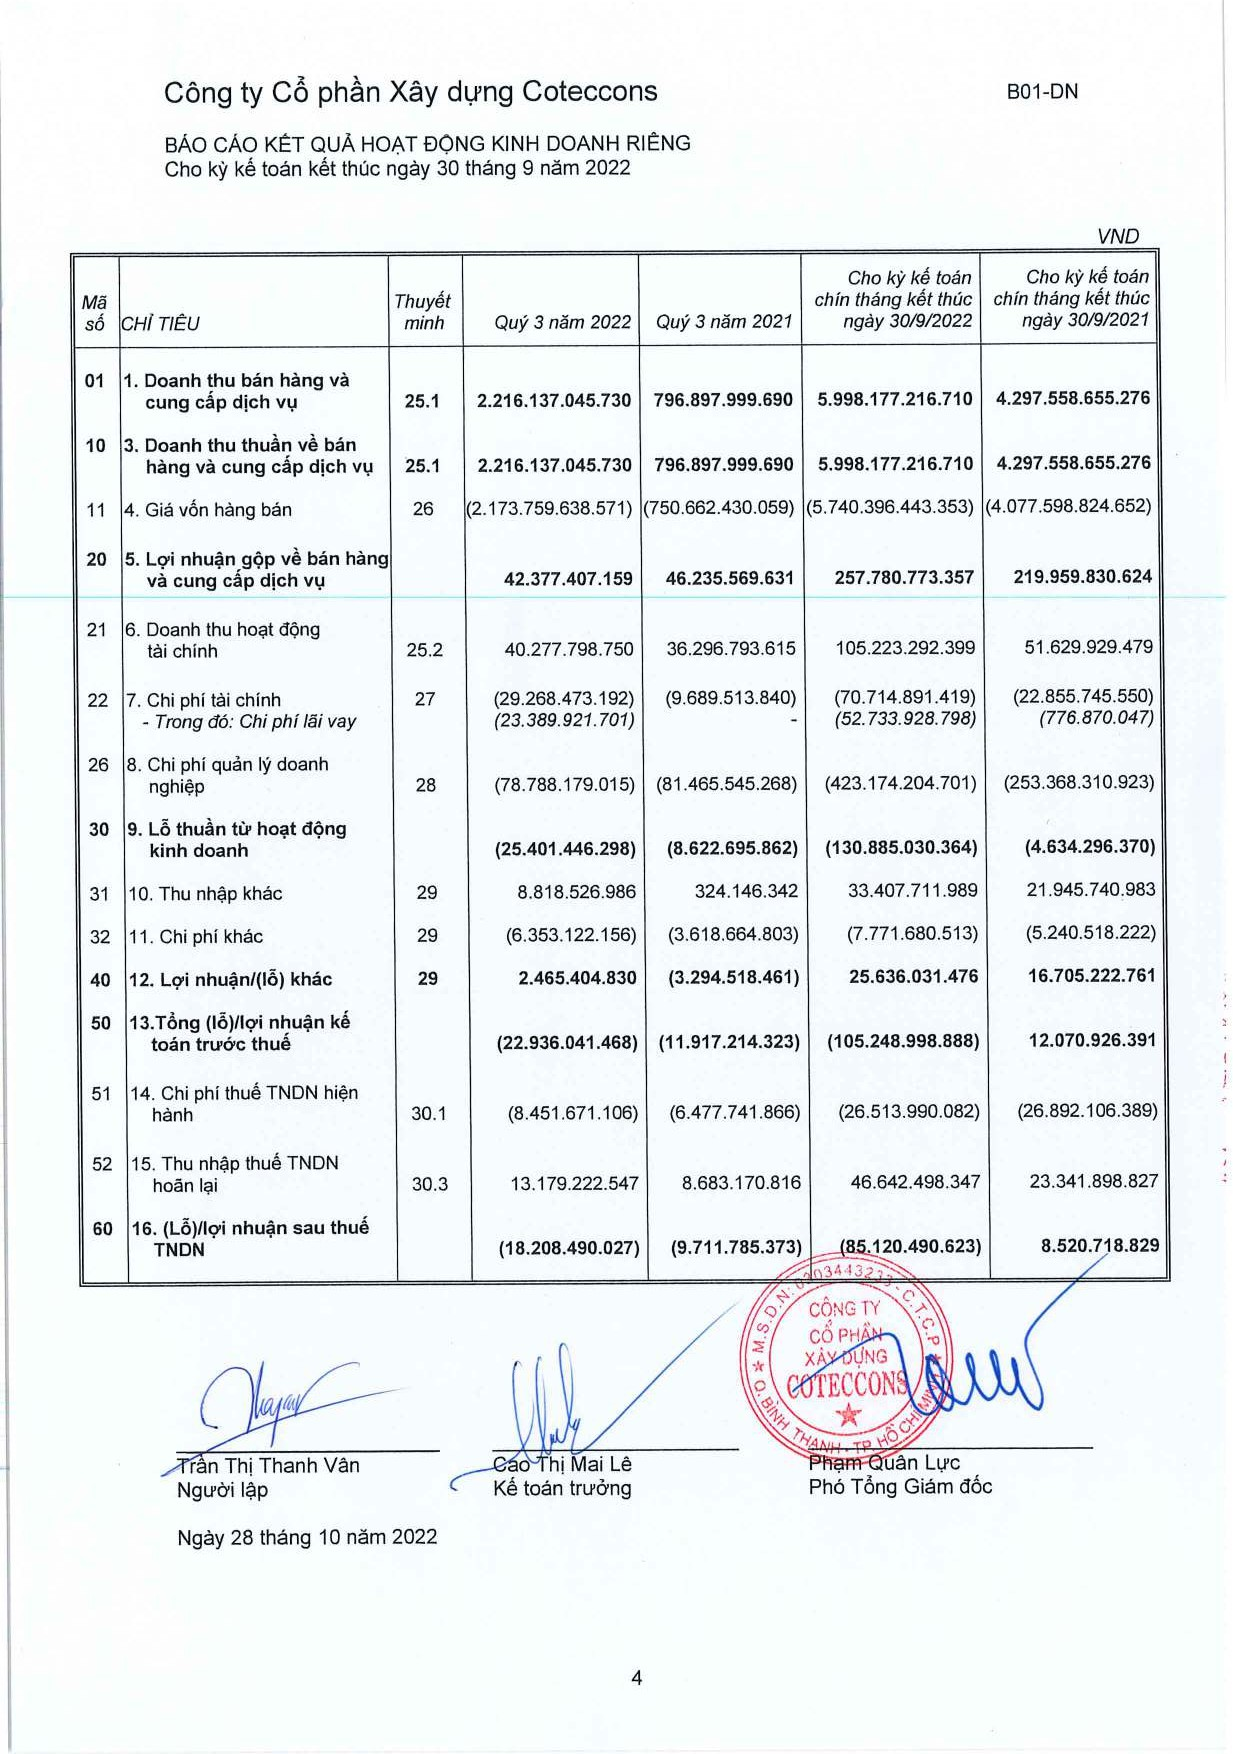 Công ty Cổ phần Xây dựng Coteccons
B01-DN
BÁO CÁO KẾT QUẢ HOẠT ĐỘNG KINH DOANH RIÊNG
Cho kỳ kế toán kết thúc ngày 30 tháng 9 năm 2022
VND
Mã số CHỈ TIÊU Thuyết minh Quý 3 năm 2022 Quý 3 năm 2021 Cho kỳ kế toán chín tháng kết thúc ngày 30/9/2022 Cho kỳ kế toán chín tháng kết thúc ngày 30/9/2021
01 1. Doanh thu bán hàng và
cung cấp dịch vụ 25.1 2.216.137.045.730 796.897.999.690 5.998.177.216.710 4.297.558.655.276
10 3. Doanh thu thuần về bán
hàng và cung cấp dịch vụ 25.1 2.216.137.045.730 796.897.999.690 5.998.177.216.710 4.297.558.655.276
11 4. Giá vốn hàng bán 26 (2.173.759.638.571) (750.662.430.059) (5.740.396.443.353) (4.077.598.824.652)
20 5. Lợi nhuận gộp về bán hàng
và cung cấp dịch vụ 42.377.407.159 46.235.569.631 257.780.773.357 219.959.830.624
21 6. Doanh thu hoạt động
tài chính 25.2 40.277.798.750 36.296.793.615 105.223.292.399 51.629.929.479
22 7. Chi phí tài chính 27 (29.268.473.192) (9.689.513.840) (70.714.891.419) (22.855.745.550)
- Trong đó: Chi phí lãi vay (23.389.921.701) - (52.733.928.798) (776.870.047)
26 8. Chi phí quản lý doanh
nghiệp 28 (78.788.179.015) (81.465.545.268) (423.174.204.701) (253.368.310.923)
30 9. Lỗ thuần từ hoạt động
kinh doanh (25.401.446.298) (8.622.695.862) (130.885.030.364) (4.634.296.370)
31 10. Thu nhập khác 29 8.818.526.986 324.146.342 33.407.711.989 21.945.740.983
32 11. Chi phí khác 29 (6.353.122.156) (3.618.664.803) (7.771.680.513) (5.240.518.222)
40 12. Lợi nhuận/(lỗ) khác 29 2.465.404.830 (3.294.518.461) 25.636.031.476 16.705.222.761
50 13.Tổng (lỗ)/lợi nhuận kế
toán trước thuế (22.936.041.468) (11.917.214.323) (105.248.998.888) 12.070.926.391
51 14. Chi phí thuế TNDN hiện
hành 30.1 (8.451.671.106) (6.477.741.866) (26.513.990.082) (26.892.106.389)
52 15. Thu nhập thuế TNDN
hoãn lại 30.3 13.179.222.547 8.683.170.816 46.642.498.347 23.341.898.827
60 16. (Lỗ)/lợi nhuận sau thuế
TNDN (18.208.490.027) (9.711.785.373) (85.120.490.623) 8.520.718.829
M.S.D.N: 0303443233 - C.T.C.P
CÔNG TY
CỔ PHẦN
XÂY DỰNG
COTECCONS
Q. BÌNH THẠNH - TP. HỒ CHÍ MINH
Trần Thị Thanh Vân
Người lập
Cao Thị Mai Lê
Kế toán trưởng
Phạm Quân Lực
Phó Tổng Giám đốc
Ngày 28 tháng 10 năm 2022
4